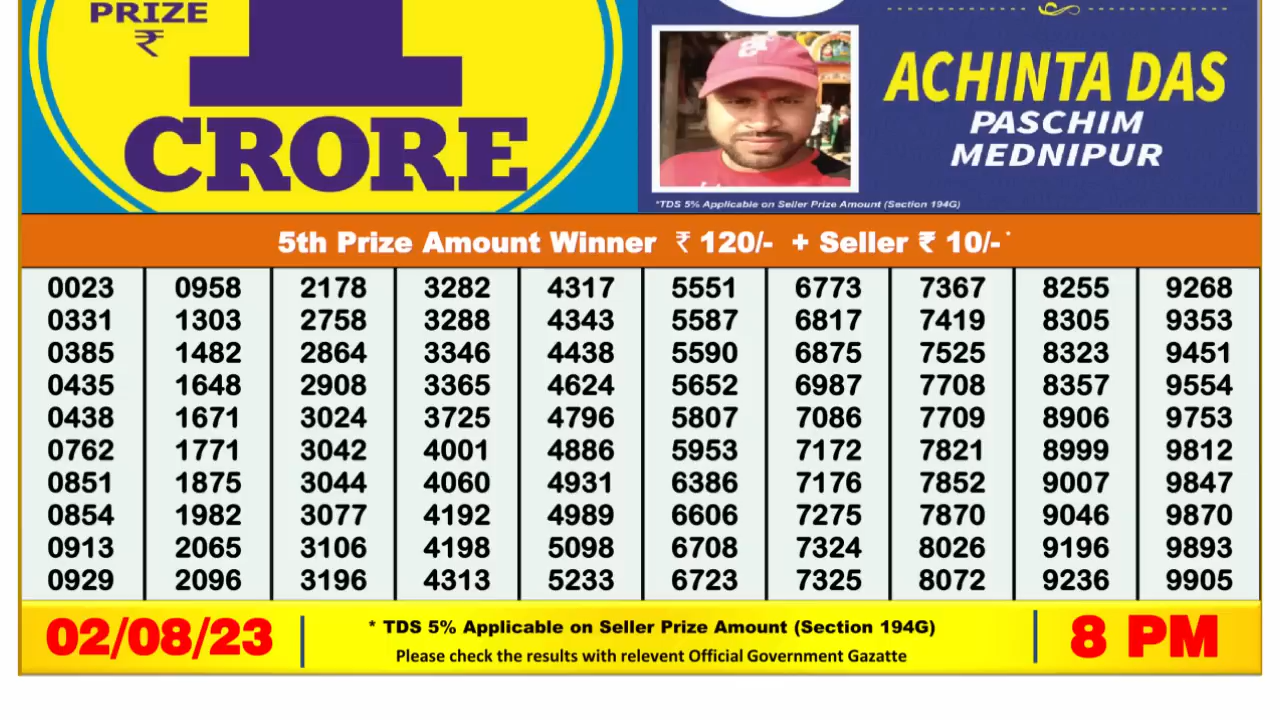 PRIZE
₹
1
CRORE
ACHINTA DAS
PASCHIM
MEDNIPUR
*TDS 5% Applicable on Seller Prize Amount (Section 194G)
5th Prize Amount Winner ₹ 120/- + Seller ₹ 10/-*
0023 0958 2178 3282 4317 5551 6773 7367 8255 9268
0331 1303 2758 3288 4343 5587 6817 7419 8305 9353
0385 1482 2864 3346 4438 5590 6875 7525 8323 9451
0435 1648 2908 3365 4624 5652 6987 7708 8357 9554
0438 1671 3024 3725 4796 5807 7086 7709 8906 9753
0762 1771 3042 4001 4886 5953 7172 7821 8999 9812
0851 1875 3044 4060 4931 6386 7176 7852 9007 9847
0854 1982 3077 4192 4989 6606 7275 7870 9046 9870
0913 2065 3106 4198 5098 6708 7324 8026 9196 9893
0929 2096 3196 4313 5233 6723 7325 8072 9236 9905
02/08/23
* TDS 5% Applicable on Seller Prize Amount (Section 194G)
Please check the results with relevent Official Government Gazatte
8 PM